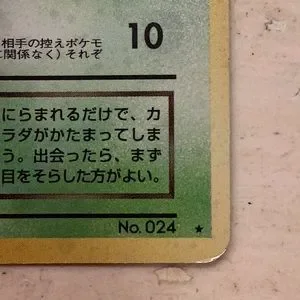 相手の控えポケモ
に関係なく）それぞ
10
にらまれるだけで、カ
ラダがかたまってしま
う。出会ったら、まず
目をそらした方がよい。
No. 024 ★